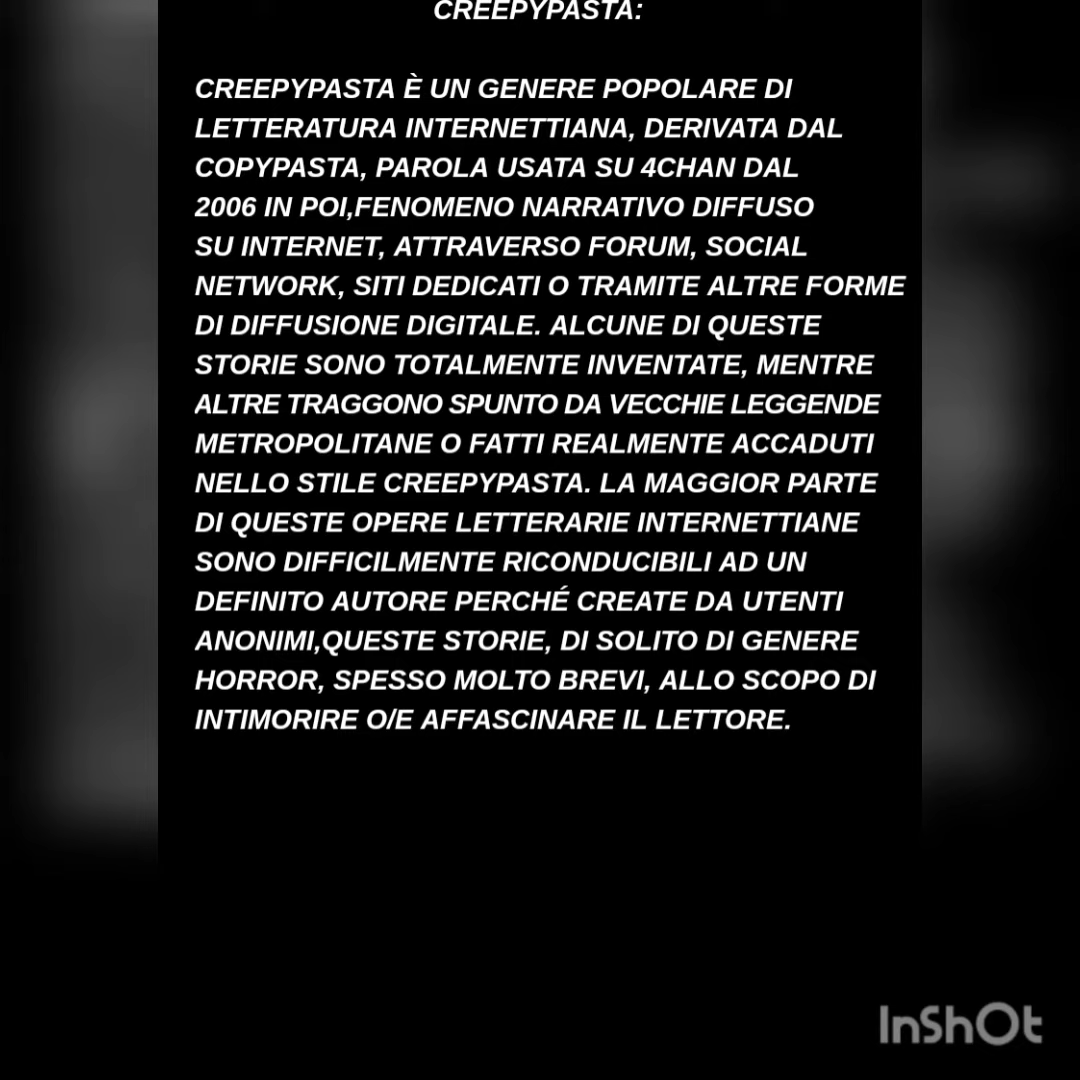 CREEPYPASTA:
CREEPYPASTA È UN GENERE POPOLARE DI
LETTERATURA INTERNETTIANA, DERIVATA DAL
COPYPASTA, PAROLA USATA SU 4CHAN DAL
2006 IN POI,FENOMENO NARRATIVO DIFFUSO
SU INTERNET, ATTRAVERSO FORUM, SOCIAL
NETWORK, SITI DEDICATI O TRAMITE ALTRE FORME
DI DIFFUSIONE DIGITALE. ALCUNE DI QUESTE
STORIE SONO TOTALMENTE INVENTATE, MENTRE
ALTRE TRAGGONO SPUNTO DA VECCHIE LEGGENDE
METROPOLITANE O FATTI REALMENTE ACCADUTI
NELLO STILE CREEPYPASTA. LA MAGGIOR PARTE
DI QUESTE OPERE LETTERARIE INTERNETTIANE
SONO DIFFICILMENTE RICONDUCIBILI AD UN
DEFINITO AUTORE PERCHÉ CREATE DA UTENTI
ANONIMI,QUESTE STORIE, DI SOLITO DI GENERE
HORROR, SPESSO MOLTO BREVI, ALLO SCOPO DI
INTIMORIRE O/E AFFASCINARE IL LETTORE.
InShOt